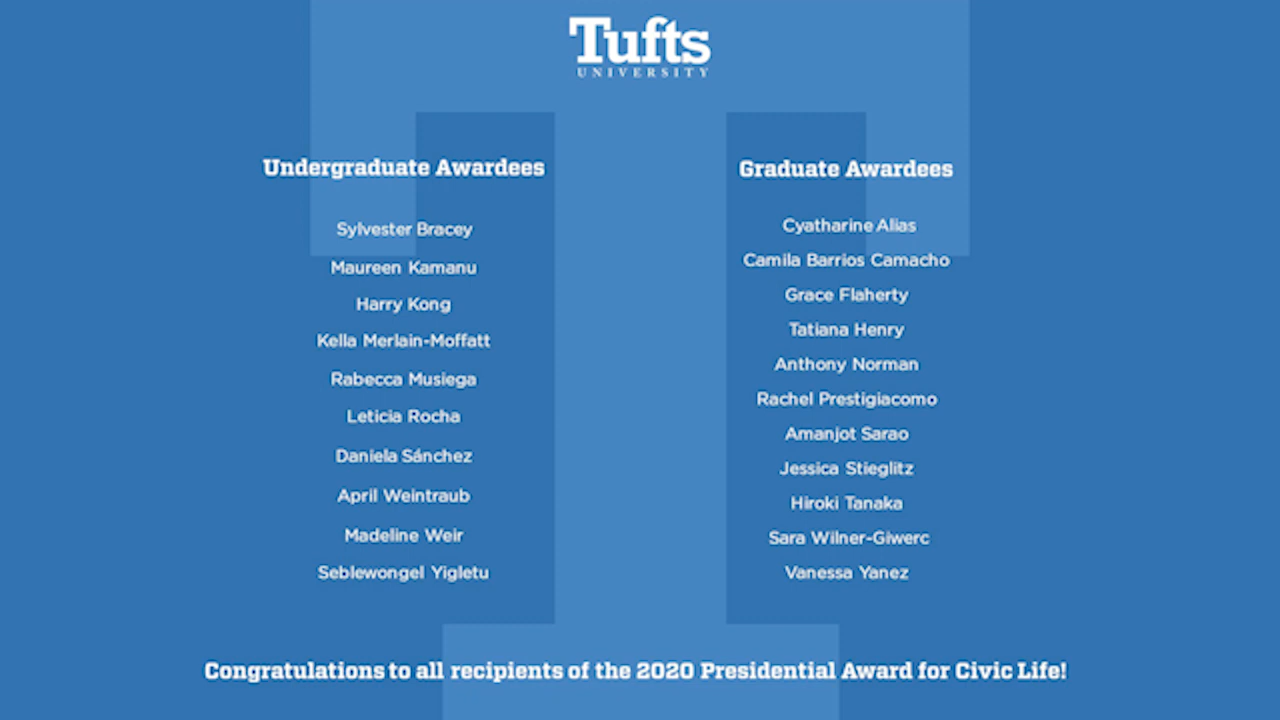 Tufts
UNIVERSITY
Undergraduate Awardees
Sylvester Bracey
Maureen Kamanu
Harry Kong
Kella Merlain-Moffatt
Rabecca Musiega
Leticia Rocha
Daniela Sánchez
April Weintraub
Madeline Weir
Seblewongel Yigletu
Graduate Awardees
Cyatharine Alias
Camila Barrios Camacho
Grace Flaherty
Tatiana Henry
Anthony Norman
Rachel Prestigiacomo
Amanjot Sarao
Jessica Stieglitz
Hiroki Tanaka
Sara Wilner-Giwerc
Vanessa Yanez
Congratulations to all recipients of the 2020 Presidential Award for Civic Life!